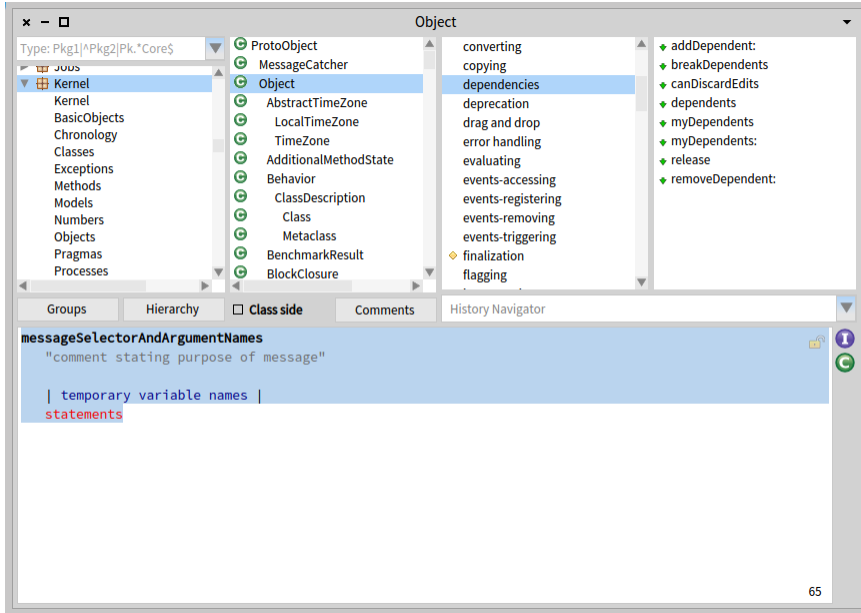 Object
Type: Pkg1|^Pkg2|Pk.*Core$
Jobs
Kernel
Kernel
BasicObjects
Chronology
Classes
Exceptions
Methods
Models
Numbers
Objects
Pragmas
Processes
ProtoObject
MessageCatcher
Object
AbstractTimeZone
LocalTimeZone
TimeZone
AdditionalMethodState
Behavior
ClassDescription
Class
Metaclass
BenchmarkResult
BlockClosure
converting
copying
dependencies
deprecation
drag and drop
error handling
evaluating
events-accessing
events-registering
events-removing
events-triggering
finalization
flagging
addDependent:
breakDependents
canDiscardEdits
dependents
myDependents
myDependents:
release
removeDependent:
Groups
Hierarchy
Class side
Comments
History Navigator
messageSelectorAndArgumentNames
"comment stating purpose of message"
| temporary variable names |
statements
I
C
65